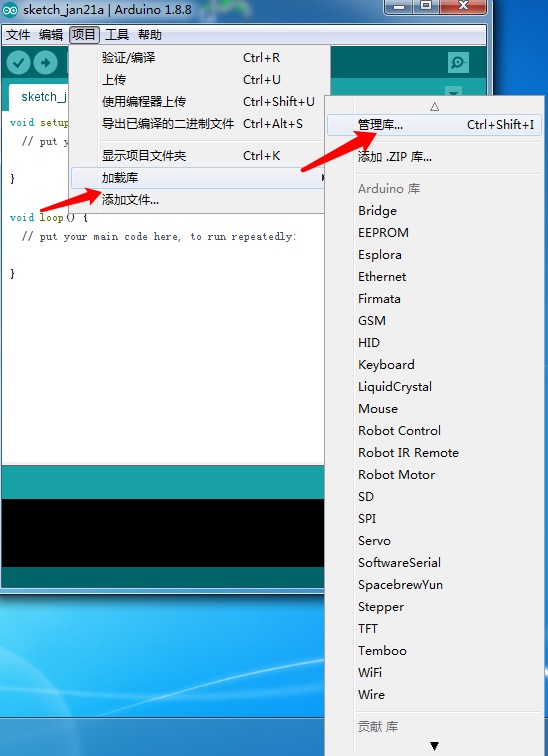 sketch_jan21a | Arduino 1.8.8
文件 编辑 项目 工具 帮助
验证/编译 Ctrl+R
上传 Ctrl+U
使用编程器上传 Ctrl+Shift+U
导出已编译的二进制文件 Ctrl+Alt+S
显示项目文件夹 Ctrl+K
加载库
添加文件...
sketch_j
void setup
// put y
}
void loop() {
// put your main code here, to run repeatedly:
}
管理库... Ctrl+Shift+I
添加 .ZIP 库...
Arduino 库
Bridge
EEPROM
Esplora
Ethernet
Firmata
GSM
HID
Keyboard
LiquidCrystal
Mouse
Robot Control
Robot IR Remote
Robot Motor
SD
SPI
Servo
SoftwareSerial
SpacebrewYun
Stepper
TFT
Temboo
WiFi
Wire
贡献 库